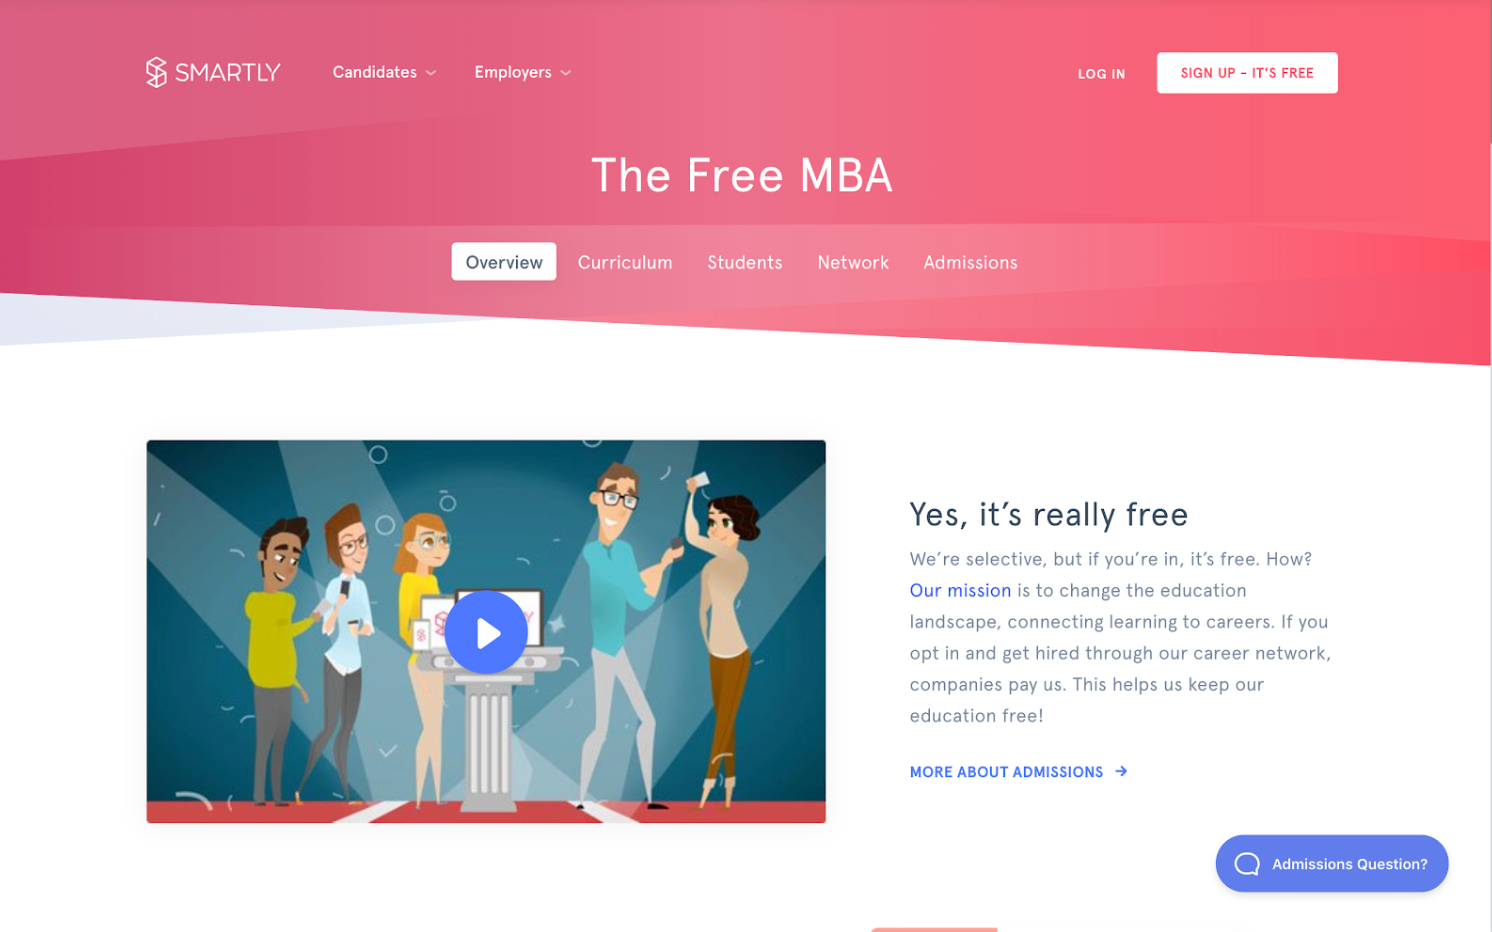 SMARTLY
Candidates
Employers
LOG IN
SIGN UP - IT'S FREE
The Free MBA
Overview
Curriculum
Students
Network
Admissions
Yes, it’s really free
We’re selective, but if you’re in, it’s free. How?
Our mission is to change the education
landscape, connecting learning to careers. If you
opt in and get hired through our career network,
companies pay us. This helps us keep our
education free!
MORE ABOUT ADMISSIONS →
Admissions Question?